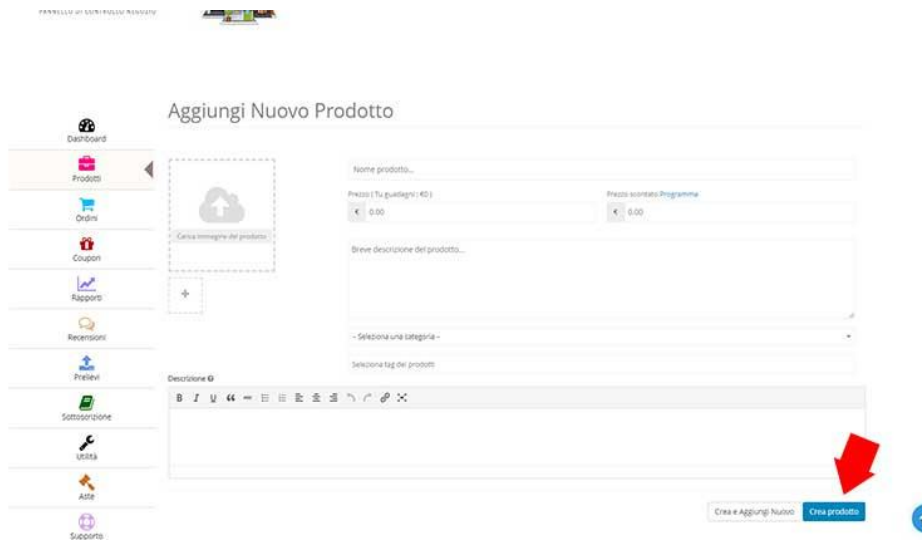 PANNELLO DI CONTROLLO NEGOZIO
Aggiungi Nuovo Prodotto
Dashboard
Prodotti
Ordini
Coupon
Rapporti
Recensioni
Prelievi
Sottoscrizione
Utilità
Aste
Supporto
Carica immagine del prodotto
Nome prodotto...
Prezzo ( Tu guadagni : €0 )
€ 0.00
Prezzo scontato Programma
€ 0.00
Breve descrizione del prodotto...
– Seleziona una categoria –
Seleziona tag dei prodotti
Descrizione
Crea e Aggiungi Nuovo
Crea prodotto